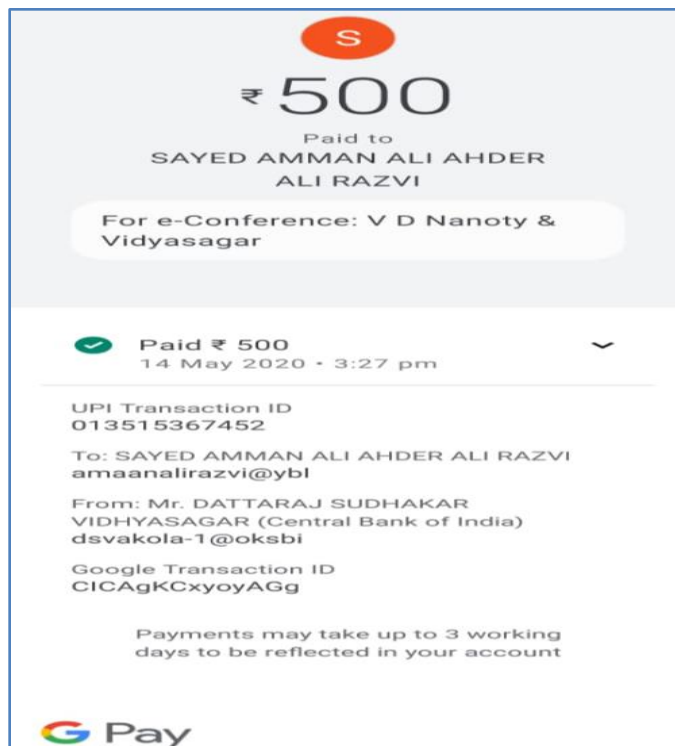 S
₹ 500
Paid to
SAYED AMMAN ALI AHDER
ALI RAZVI
For e-Conference: V D Nanoty &
Vidyasagar
Paid ₹ 500
14 May 2020 • 3:27 pm
UPI Transaction ID
013515367452
To: SAYED AMMAN ALI AHDER ALI RAZVI
amaanalirazvi@ybl
From: Mr. DATTARAJ SUDHAKAR
VIDHYASAGAR (Central Bank of India)
dsvakola-1@oksbi
Google Transaction ID
CICAgKCxyoyAGg
Payments may take up to 3 working
days to be reflected in your account
G Pay